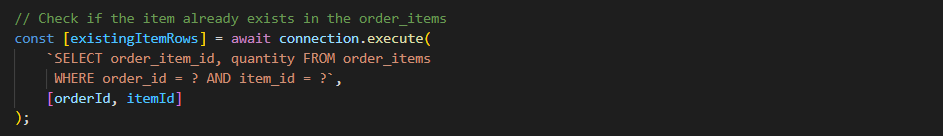 // Check if the item already exists in the order_items
const [existingItemRows] = await connection.execute(
    `SELECT order_item_id, quantity FROM order_items
     WHERE order_id = ? AND item_id = ?`,
    [orderId, itemId]
);